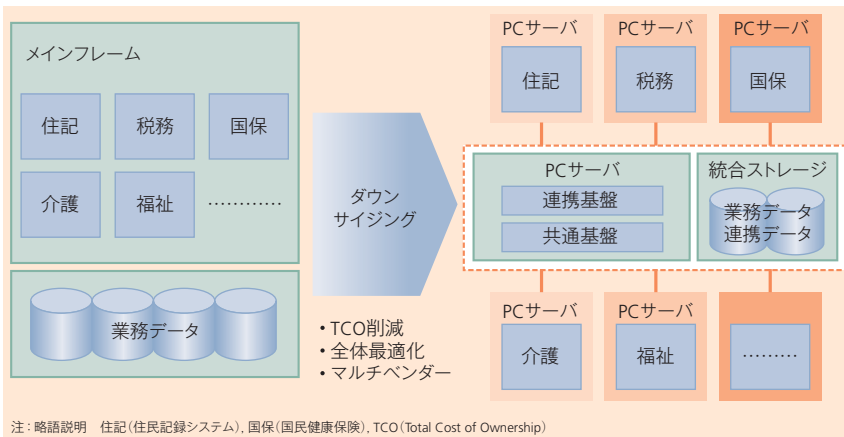 メインフレーム
住記
税務
国保
介護
福祉
…………
業務データ
ダウン
サイジング
・TCO削減
・全体最適化
・マルチベンダー
PCサーバ
住記
PCサーバ
税務
PCサーバ
国保
PCサーバ
連携基盤
共通基盤
統合ストレージ
業務データ
連携データ
PCサーバ
介護
PCサーバ
福祉
………
注：略語説明　住記（住民記録システム）, 国保（国民健康保険）, TCO（Total Cost of Ownership）